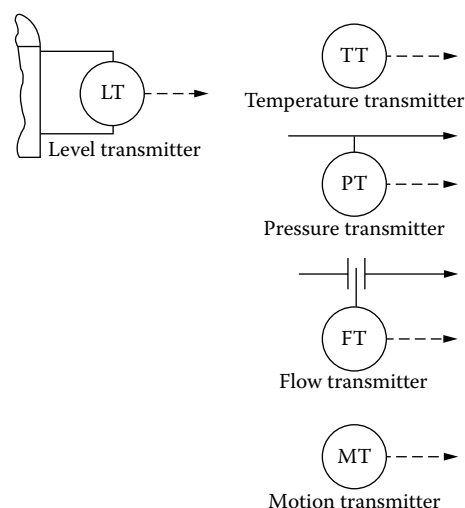 LT
Level transmitter
TT
Temperature transmitter
PT
Pressure transmitter
FT
Flow transmitter
MT
Motion transmitter